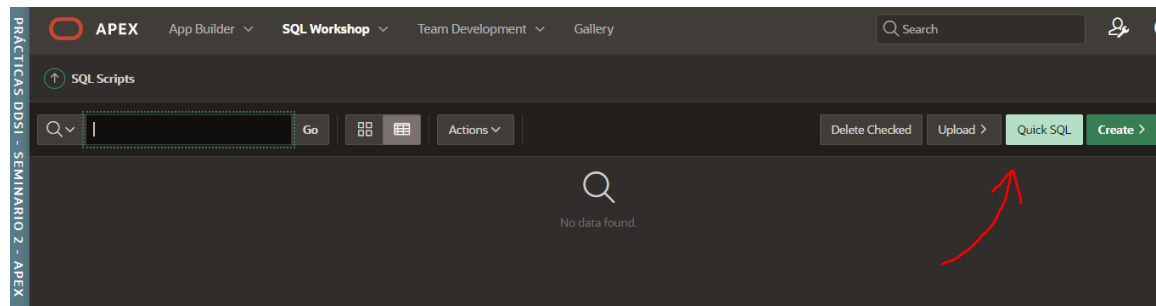 PRÁCTICAS DDSI - SEMINARIO 2 - APEX
APEX App Builder SQL Workshop Team Development Gallery Search
SQL Scripts
Go Actions Delete Checked Upload > Quick SQL Create >
No data found.